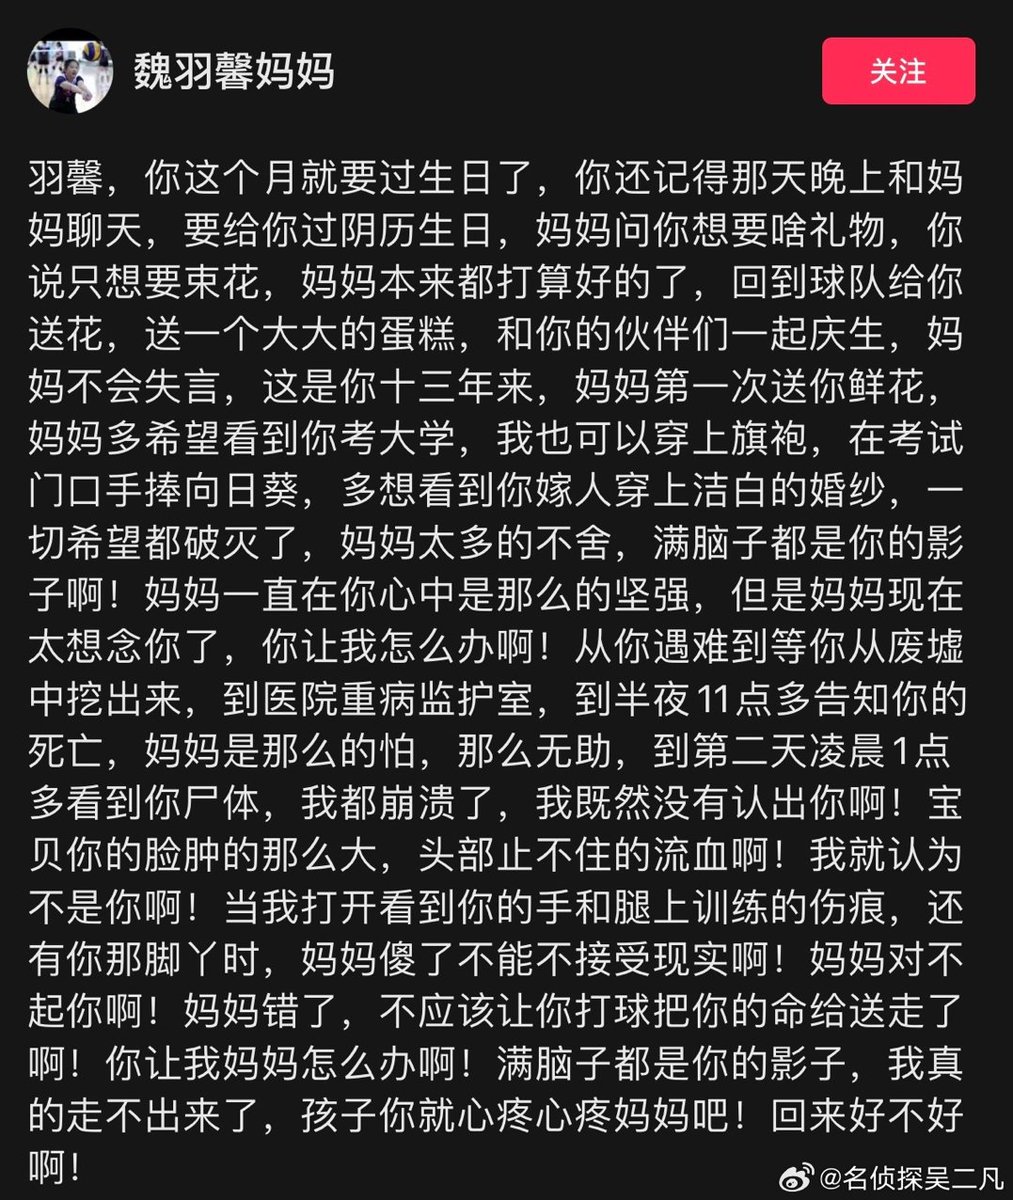 魏羽馨妈妈
关注
羽馨，你这个月就要过生日了，你还记得那天晚上和妈
妈聊天，要给你过阴历生日，妈妈问你想要啥礼物，你
说只想要束花，妈妈本来都打算好的了，回到球队给你
送花，送一个大大的蛋糕，和你的伙伴们一起庆生，妈
妈不会失言，这是你十三年来，妈妈第一次送你鲜花，
妈妈多希望看到你考大学，我也可以穿上旗袍，在考试
门口手捧向日葵，多想看到你嫁人穿上洁白的婚纱，一
切希望都破灭了，妈妈太多的不舍，满脑子都是你的影
子啊！妈妈一直在你心中是那么的坚强，但是妈妈现在
太想念你了，你让我怎么办啊！从你遇难到等你从废墟
中挖出来，到医院重病监护室，到半夜11点多告知你的
死亡，妈妈是那么的怕，那么无助，到第二天凌晨1点
多看到你尸体，我都崩溃了，我既然没有认出你啊！宝
贝你的脸肿的那么大，头部止不住的流血啊！我就认为
不是你啊！当我打开看到你的手和腿上训练的伤痕，还
有你那脚丫时，妈妈傻了不能不接受现实啊！妈妈对不
起你啊！妈妈错了，不应该让你打球把你的命给送走了
啊！你让我妈妈怎么办啊！满脑子都是你的影子，我真
的走不出来了，孩子你就心疼心疼妈妈吧！回来好不好
啊！
@名侦探吴二凡